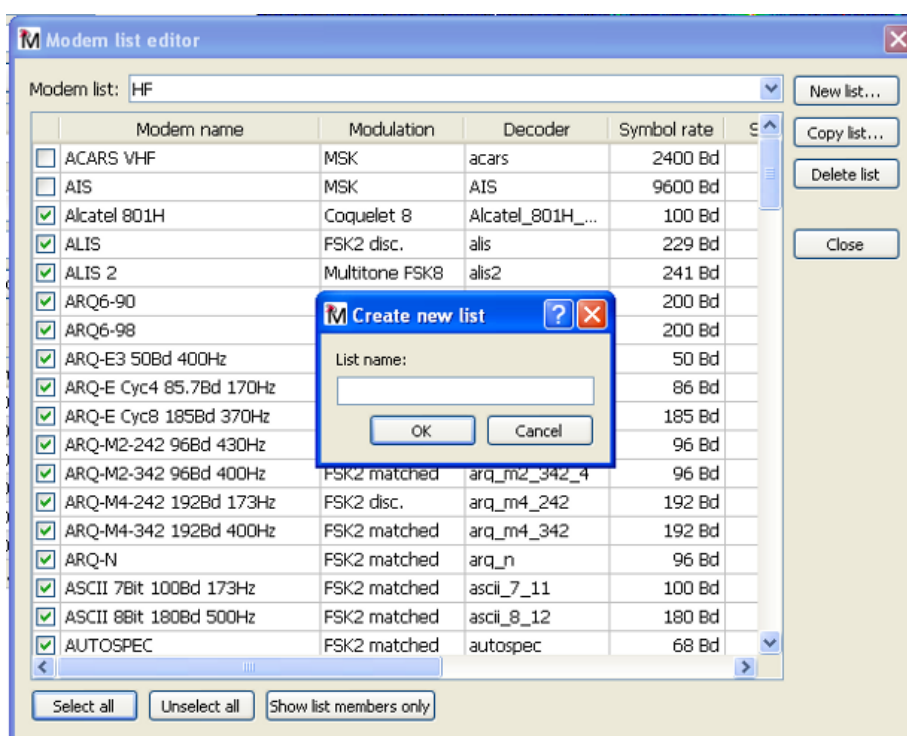 Modem list editor
Modem list: HF
New list...
Modem name Modulation Decoder Symbol rate
Copy list...
ACARS VHF MSK acars 2400 Bd
Delete list
AIS MSK AIS 9600 Bd
Alcatel 801H Coquelet 8 Alcatel_801H_... 100 Bd
ALIS FSK2 disc. alis 229 Bd
Close
ALIS 2 Multitone FSK8 alis2 241 Bd
ARQ6-90 200 Bd
Create new list
ARQ6-98 200 Bd
ARQ-E3 50Bd 400Hz 50 Bd
List name:
ARQ-E Cyc4 85.7Bd 170Hz 86 Bd
ARQ-E Cyc8 185Bd 370Hz 185 Bd
OK Cancel
ARQ-M2-242 96Bd 430Hz 96 Bd
ARQ-M2-342 96Bd 400Hz FSK2 matched arq_m2_342_4 96 Bd
ARQ-M4-242 192Bd 173Hz FSK2 disc. arq_m4_242 192 Bd
ARQ-M4-342 192Bd 400Hz FSK2 matched arq_m4_342 192 Bd
ARQ-N FSK2 matched arq_n 96 Bd
ASCII 7Bit 100Bd 173Hz FSK2 matched ascii_7_11 100 Bd
ASCII 8Bit 180Bd 500Hz FSK2 matched ascii_8_12 180 Bd
AUTOSPEC FSK2 matched autospec 68 Bd
Select all Unselect all Show list members only